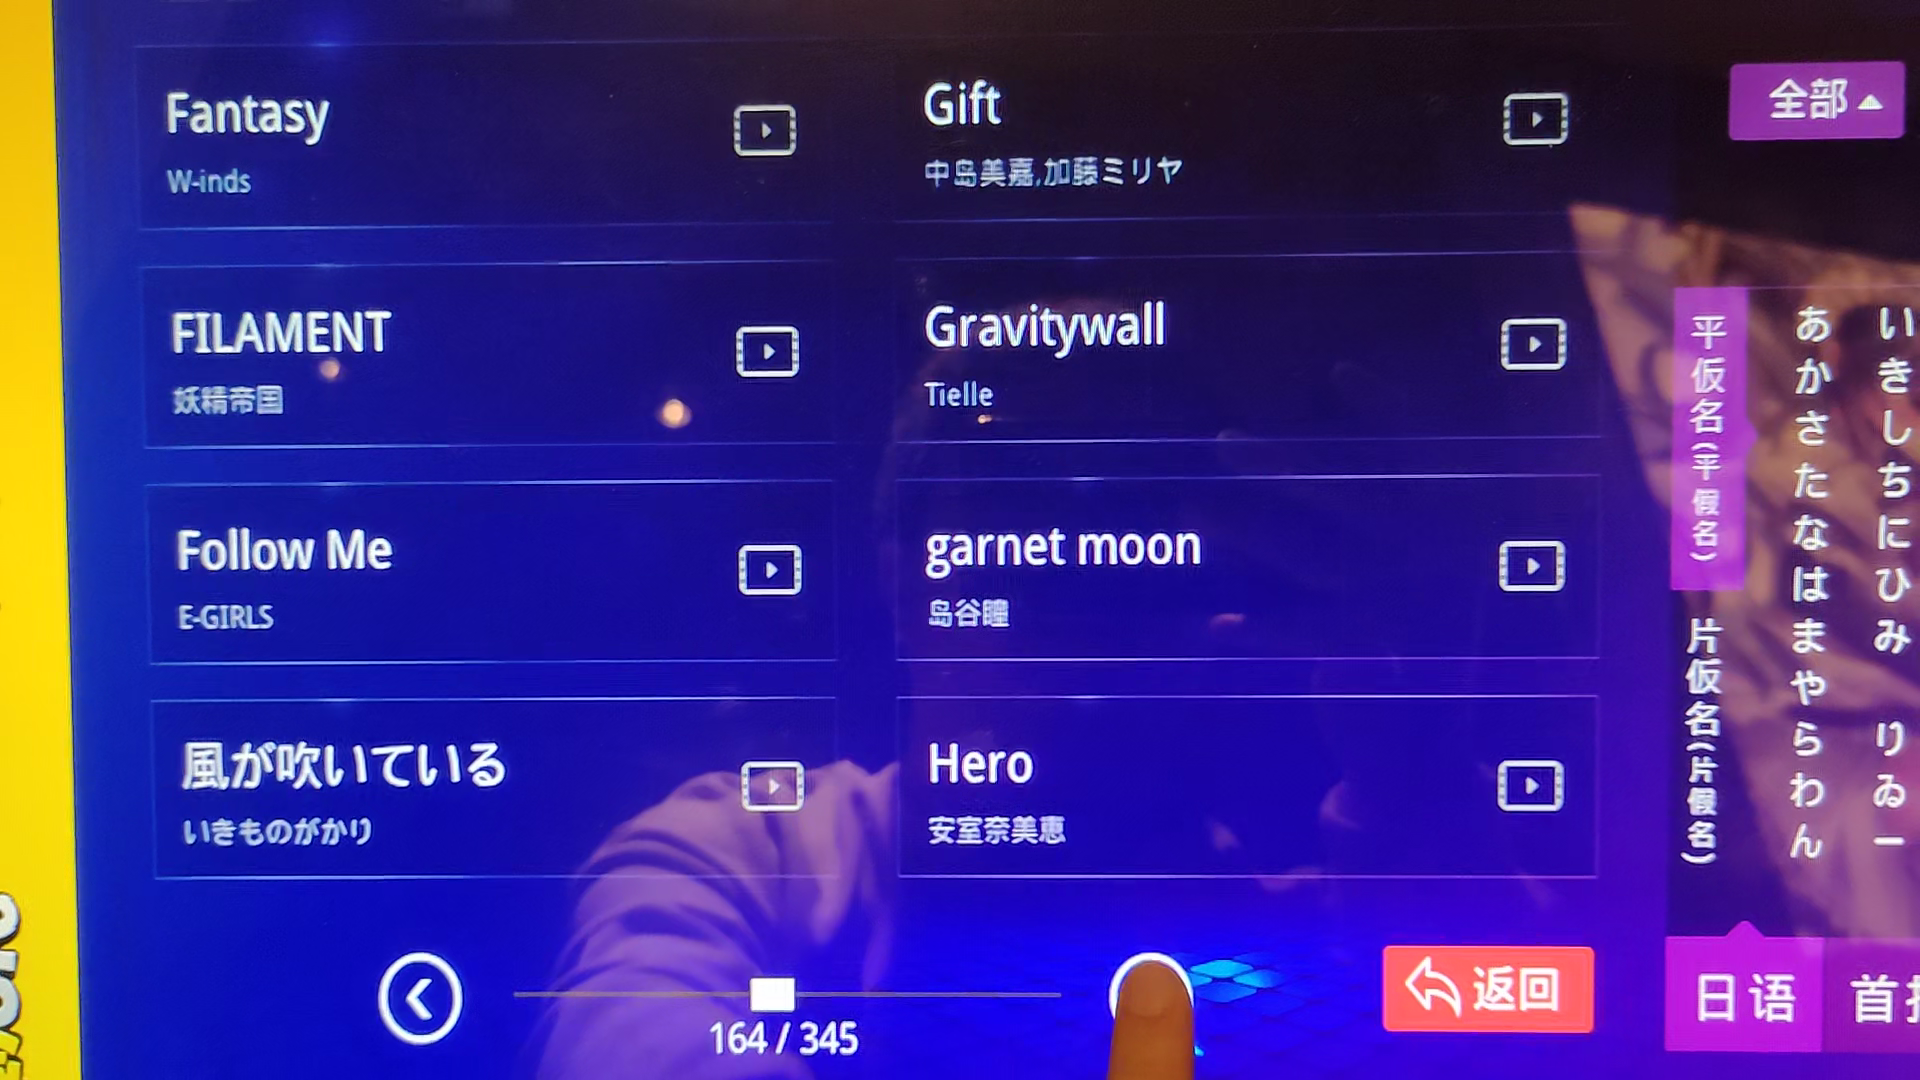 Fantasy
W-inds
Gift
中岛美嘉,加藤ミリヤ
FILAMENT
妖精帝国
Gravitywall
Tielle
Follow Me
E-GIRLS
garnet moon
岛谷瞳
風が吹いている
いきものがかり
Hero
安室奈美恵
164 / 345
返回
全部
平仮名(平假名)
片仮名(片假名)
あかさたなはまやらわん
いきしちにひみ りゐー
日语
首